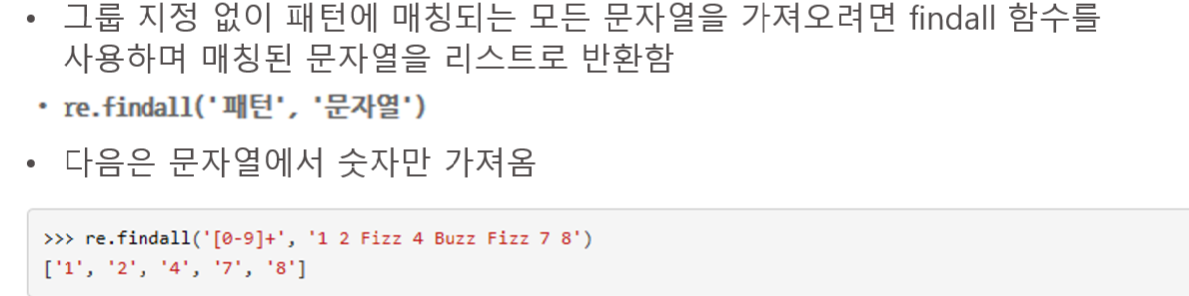 • 그룹 지정 없이 패턴에 매칭되는 모든 문자열을 가져오려면 findall 함수를
사용하며 매칭된 문자열을 리스트로 반환함
• re.findall('패턴', '문자열')
• 다음은 문자열에서 숫자만 가져옴
>>> re.findall('[0-9]+', '1 2 Fizz 4 Buzz Fizz 7 8')
['1', '2', '4', '7', '8']